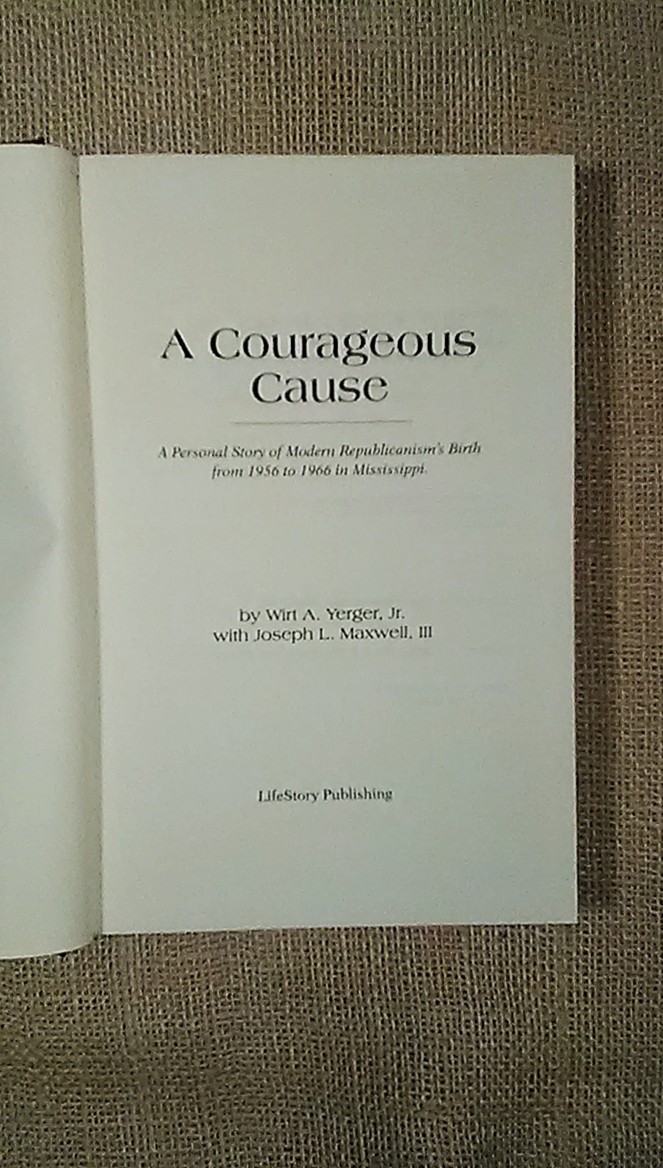 A Courageous
Cause
A Personal Story of Modern Republicanism's Birth
from 1956 to 1966 in Mississippi.
by Wirt A. Yerger, Jr.
with Joseph L. Maxwell, III
LifeStory Publishing